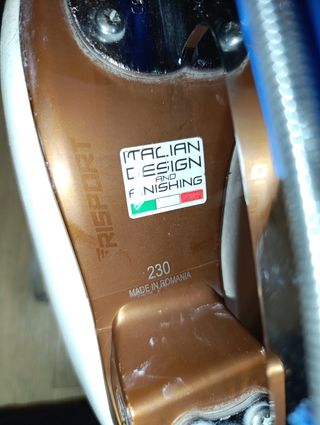 RISPORT
ITALIAN
DESIGN
AND
FINISHING
230
MADE IN ROMANIA